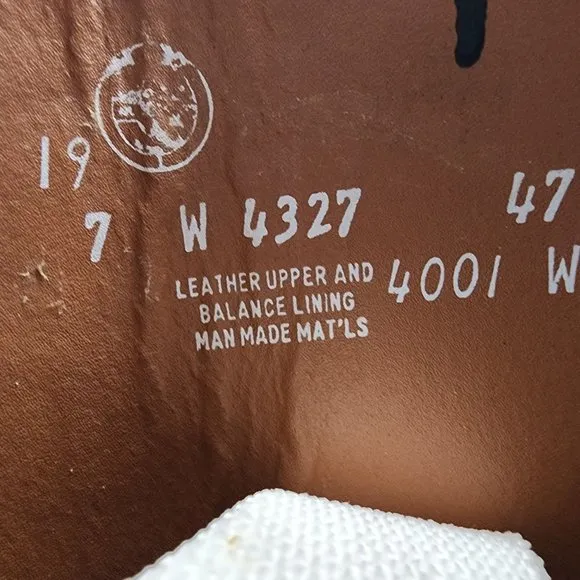 19
7 W 4327 47
LEATHER UPPER AND 4001 W
BALANCE LINING
MAN MADE MAT'LS